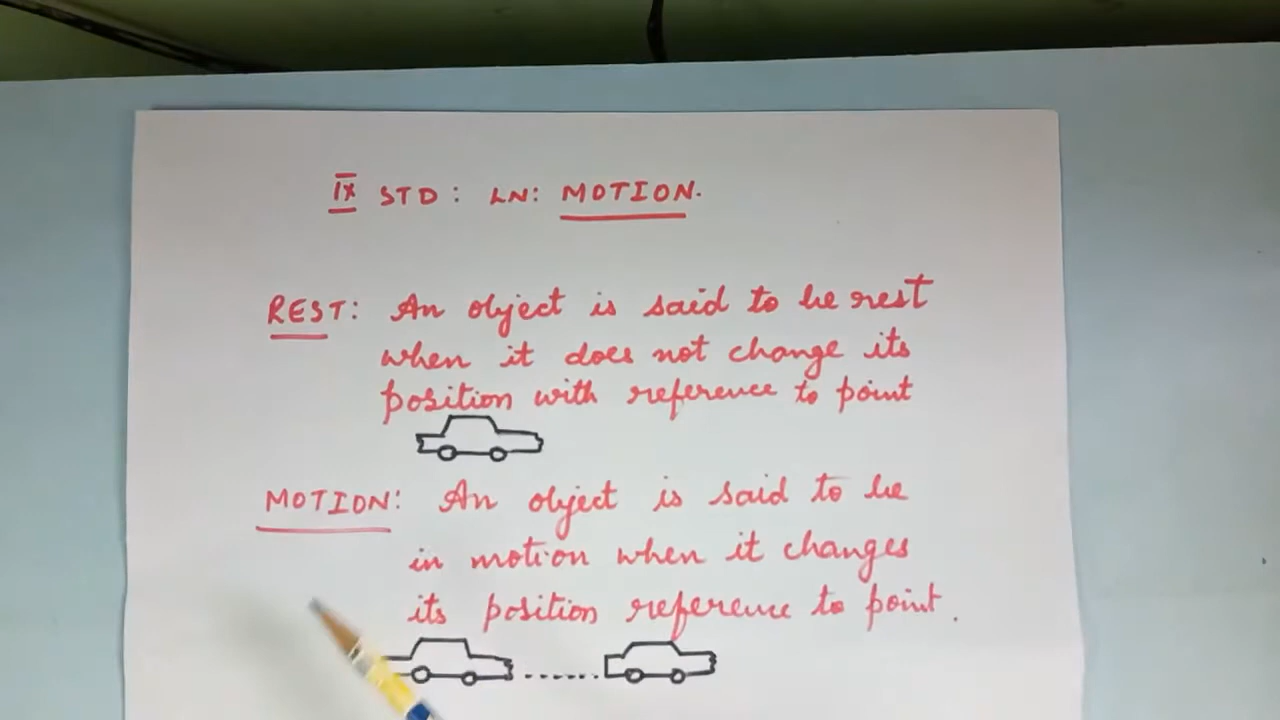 IX STD: LN: MOTION.
REST: An object is said to be rest
when it does not change its
position with reference to point
MOTION: An object is said to be
in motion when it changes
its position reference to point.